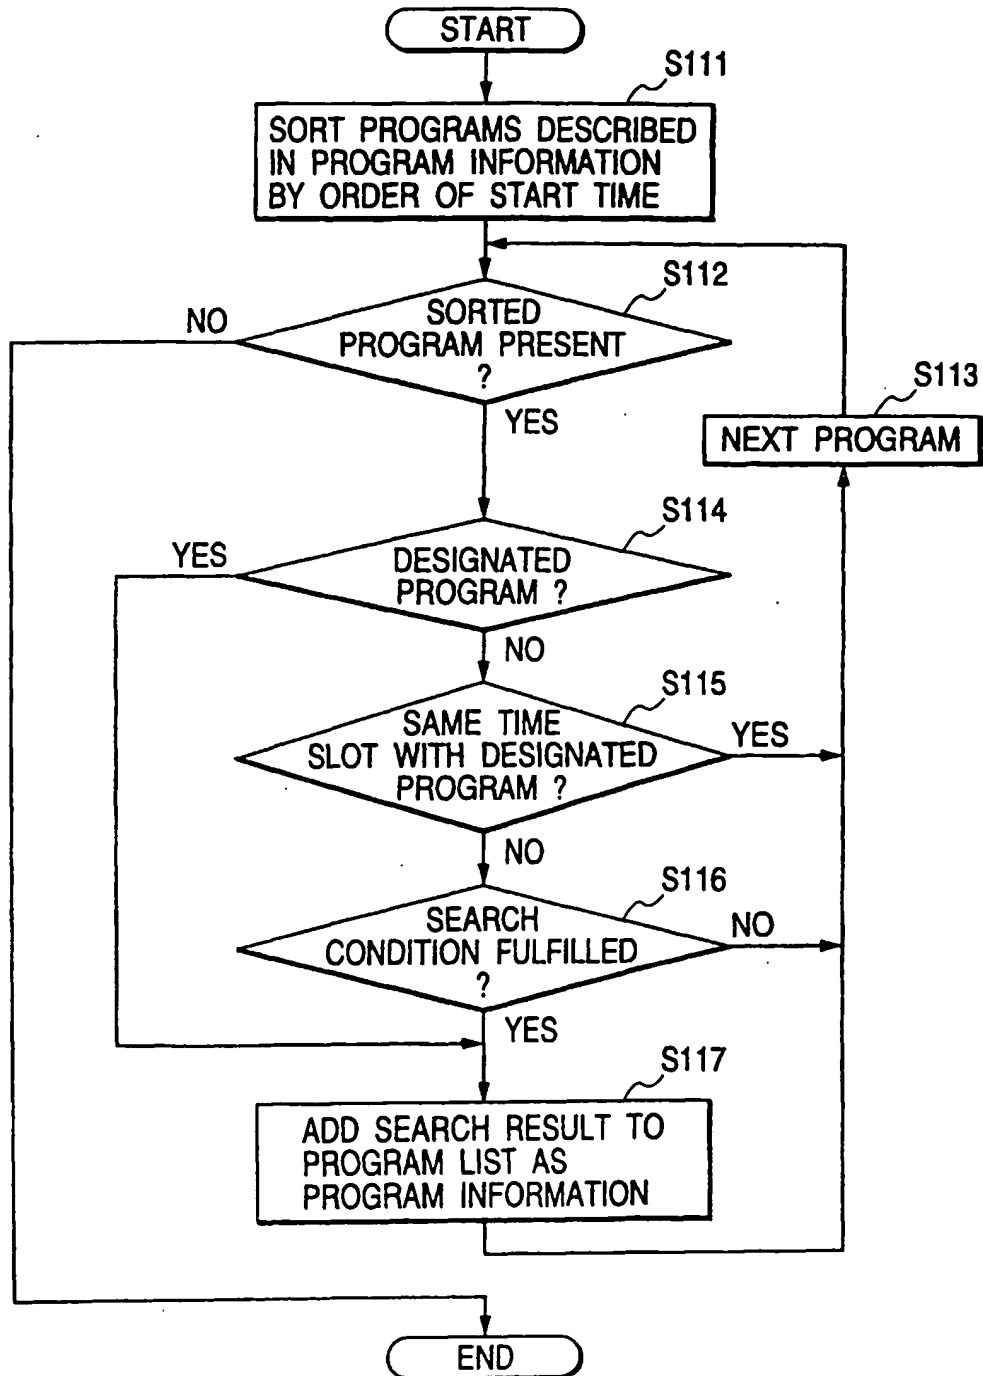 START
S111
SORT PROGRAMS DESCRIBED
IN PROGRAM INFORMATION
BY ORDER OF START TIME
S112
NO
SORTED
PROGRAM PRESENT
?
YES
S113
NEXT PROGRAM
S114
YES
DESIGNATED
PROGRAM ?
NO
S115
SAME TIME
SLOT WITH DESIGNATED
PROGRAM ?
YES
NO
S116
SEARCH
CONDITION FULFILLED
?
NO
YES
S117
ADD SEARCH RESULT TO
PROGRAM LIST AS
PROGRAM INFORMATION
END